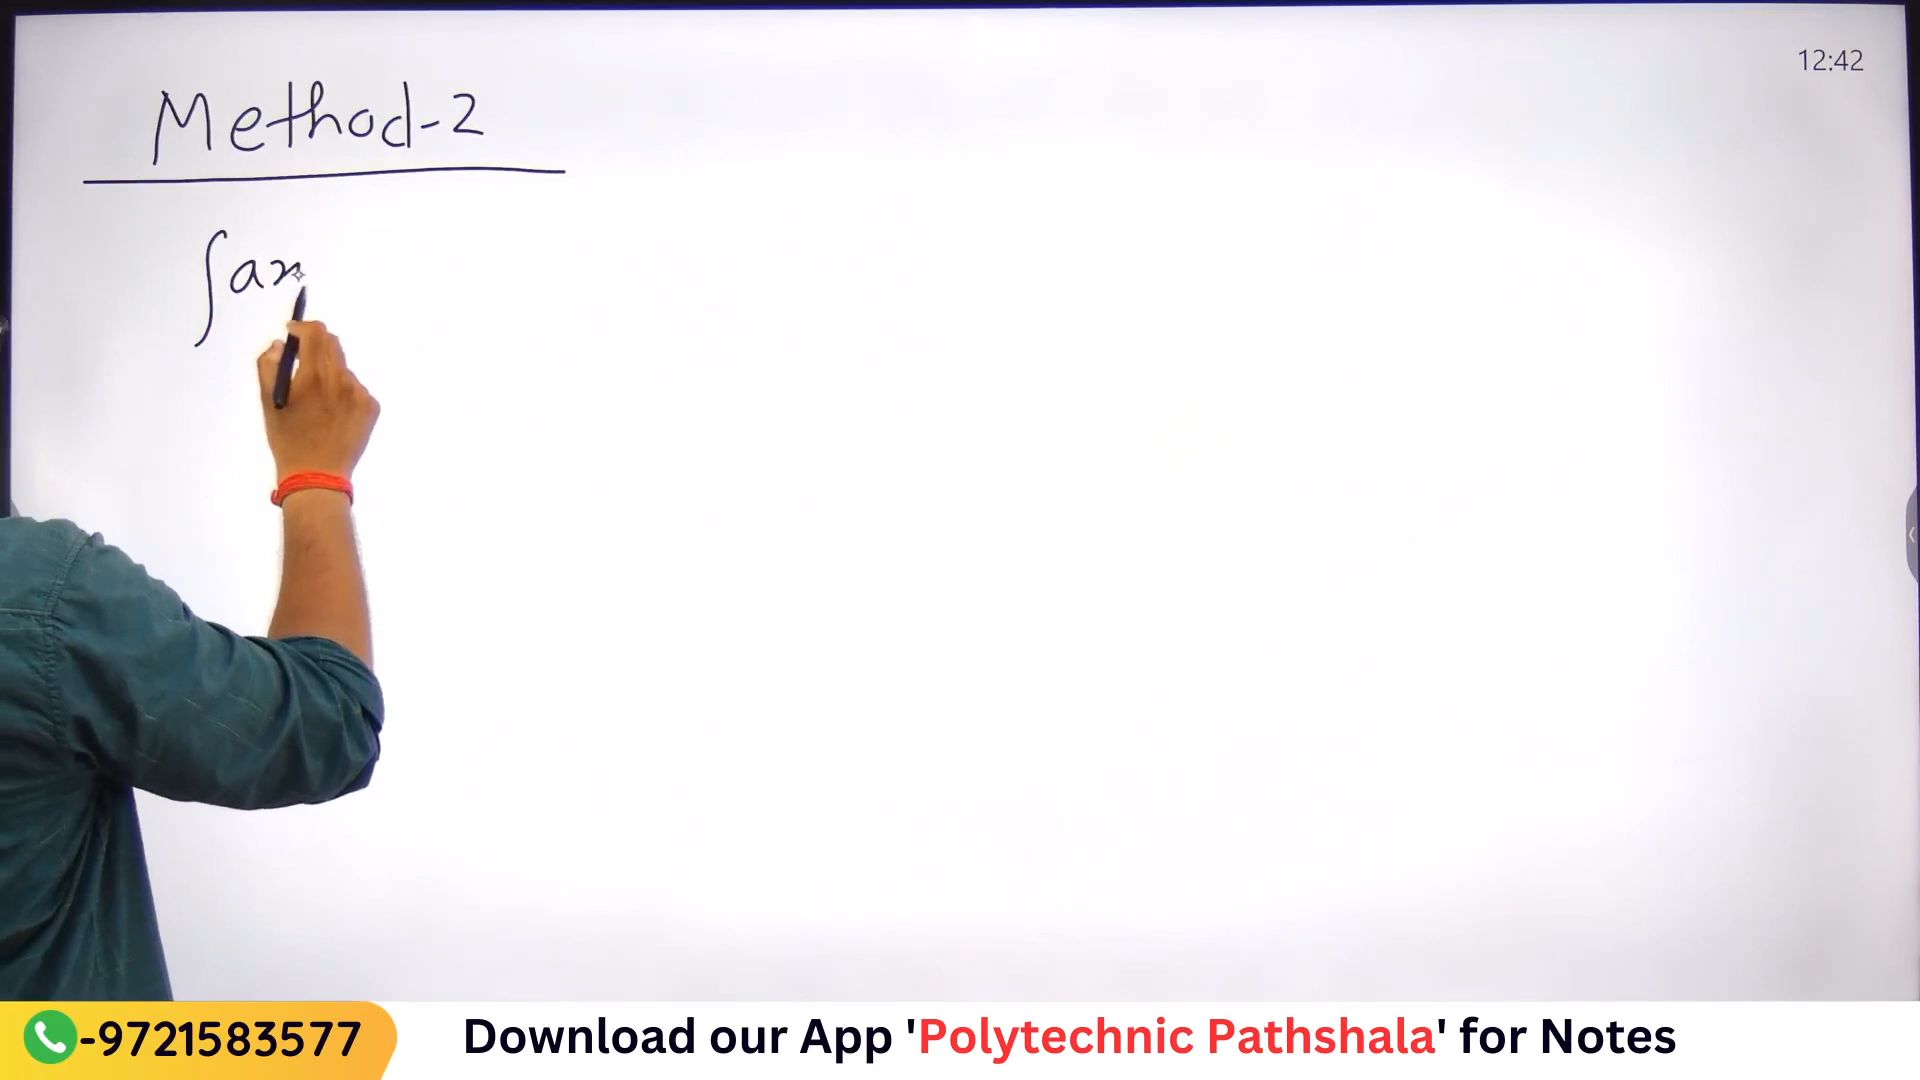 12:42
Method-2
∫ax
-9721583577 Download our App 'Polytechnic Pathshala' for Notes